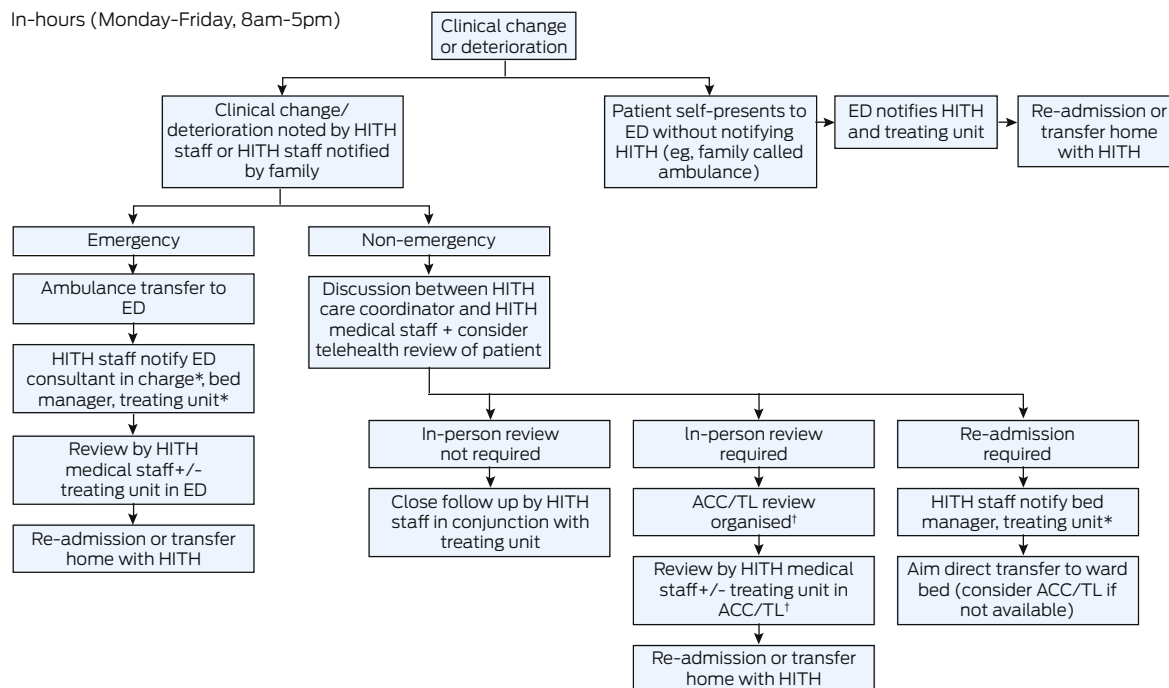 In-hours (Monday-Friday, 8am-5pm)
Clinical change
or deterioration
Clinical change/
deterioration noted by HITH
staff or HITH staff notified
by family
Patient self-presents to
ED without notifying
HITH (eg, family called
ambulance)
ED notifies HITH
and treating unit
Re-admission or
transfer home
with HITH
Emergency
Ambulance transfer to
ED
HITH staff notify ED
consultant in charge*, bed
manager, treating unit*
Review by HITH
medical staff+/-
treating unit in ED
Re-admission or transfer
home with HITH
Non-emergency
Discussion between HITH
care coordinator and HITH
medical staff + consider
telehealth review of patient
In-person review
not required
Close follow up by HITH
staff in conjunction with
treating unit
In-person review
required
ACC/TL review
organised†
Review by HITH medical
staff+/- treating unit in
ACC/TL†
Re-admission or transfer
home with HITH
Re-admission
required
HITH staff notify bed
manager, treating unit*
Aim direct transfer to ward
bed (consider ACC/TL if
not available)